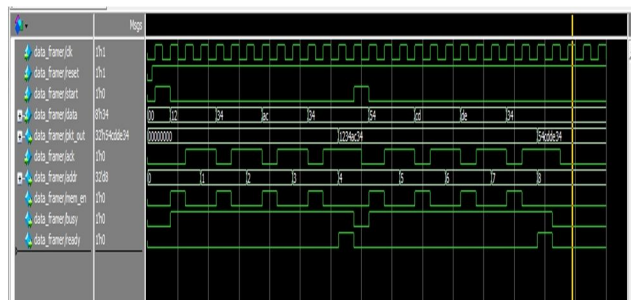 Msgs
data_framer/clk 1'h1
data_framer/reset 1'h1
data_framer/start 1'h0
data_framer/data 8'h34 00 12 34 ac 34 54 cd de 34
data_framer/pkt_out 32'h54cdde34 00000000 1234ac34 54cdde34
data_framer/ack 1'h0
data_framer/addr 32'd8 0 1 2 3 4 5 6 7 8
data_framer/mem_en 1'h0
data_framer/busy 1'h0
data_framer/ready 1'h0